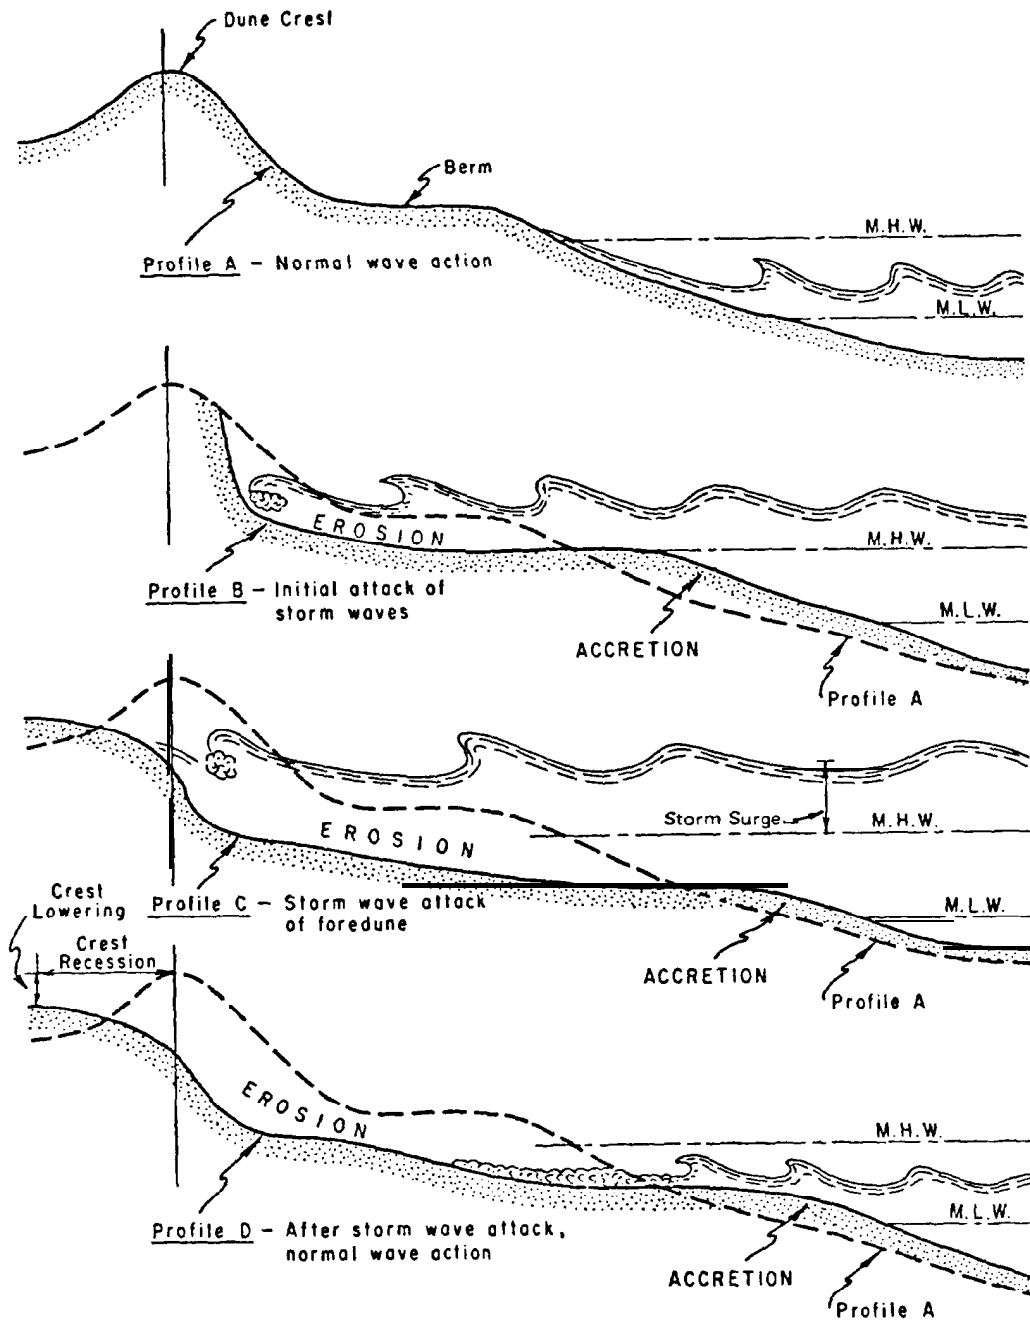 Dune Crest
Berm
M.H.W.
Profile A – Normal wave action
M.L.W.
EROSION
M.H.W.
Profile B – Initial attack of
storm waves
M.L.W.
ACCRETION
Profile A
Storm Surge
M.H.W.
EROSION
Crest
Lowering
Profile C – Storm wave attack
of foredune
M.L.W.
Crest
Recession
ACCRETION
Profile A
EROSION
M.H.W.
Profile D – After storm wave attack,
normal wave action
M.L.W.
ACCRETION
Profile A